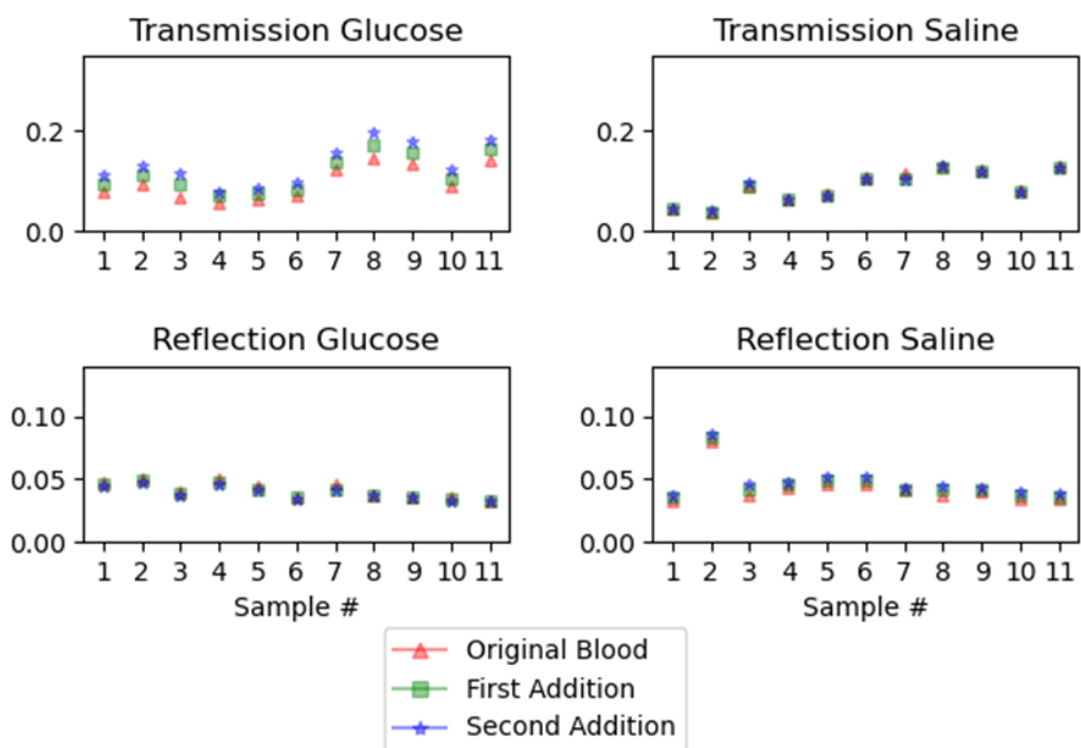 Transmission Glucose
Transmission Saline
0.2
0.0
1 2 3 4 5 6 7 8 9 10 11
0.2
0.0
1 2 3 4 5 6 7 8 9 10 11
Reflection Glucose
Reflection Saline
0.10
0.05
0.00
1 2 3 4 5 6 7 8 9 10 11
Sample #
0.10
0.05
0.00
1 2 3 4 5 6 7 8 9 10 11
Sample #
Original Blood
First Addition
Second Addition